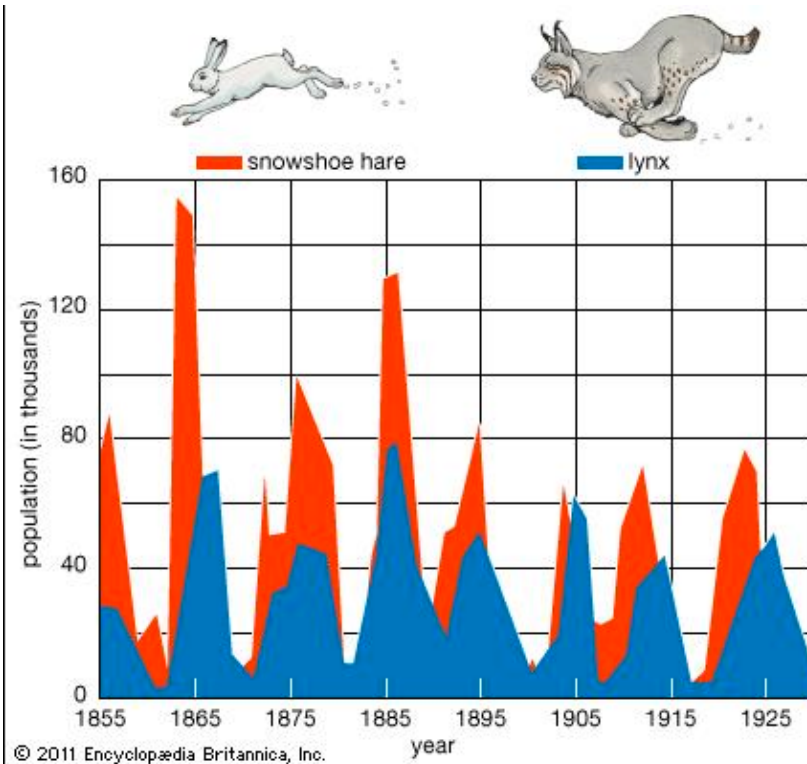 snowshoe hare
lynx
population (in thousands)
160
120
80
40
0
1855 1865 1875 1885 1895 1905 1915 1925
year
© 2011 Encyclopædia Britannica, Inc.